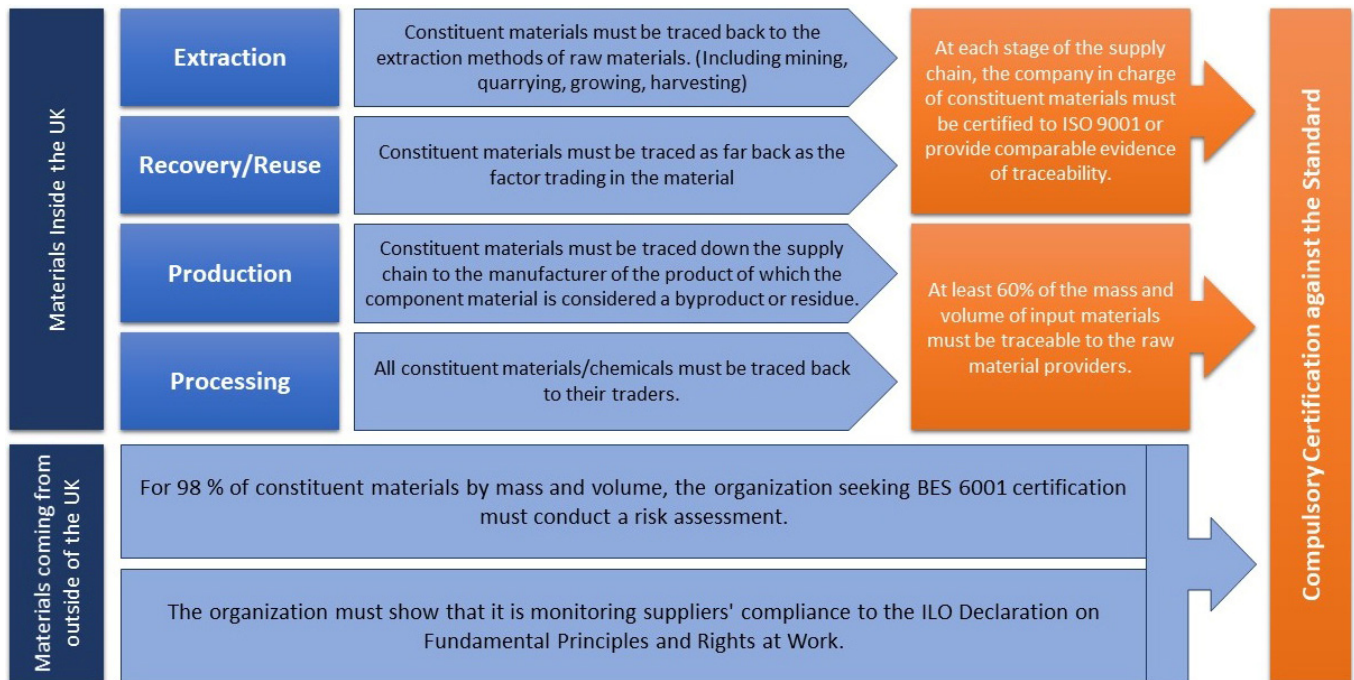 Materials Inside the UK
Extraction
Constituent materials must be traced back to the
extraction methods of raw materials. (Including mining,
quarrying, growing, harvesting)
Recovery/Reuse
Constituent materials must be traced as far back as the
factor trading in the material
At each stage of the supply
chain, the company in charge
of constituent materials must
be certified to ISO 9001 or
provide comparable evidence
of traceability.
Production
Constituent materials must be traced down the supply
chain to the manufacturer of the product of which the
component material is considered a byproduct or residue.
Processing
All constituent materials/chemicals must be traced back
to their traders.
At least 60% of the mass and
volume of input materials
must be traceable to the raw
material providers.
Materials coming from
outside of the UK
For 98 % of constituent materials by mass and volume, the organization seeking BES 6001 certification
must conduct a risk assessment.
The organization must show that it is monitoring suppliers' compliance to the ILO Declaration on
Fundamental Principles and Rights at Work.
Compulsory Certification against the Standard